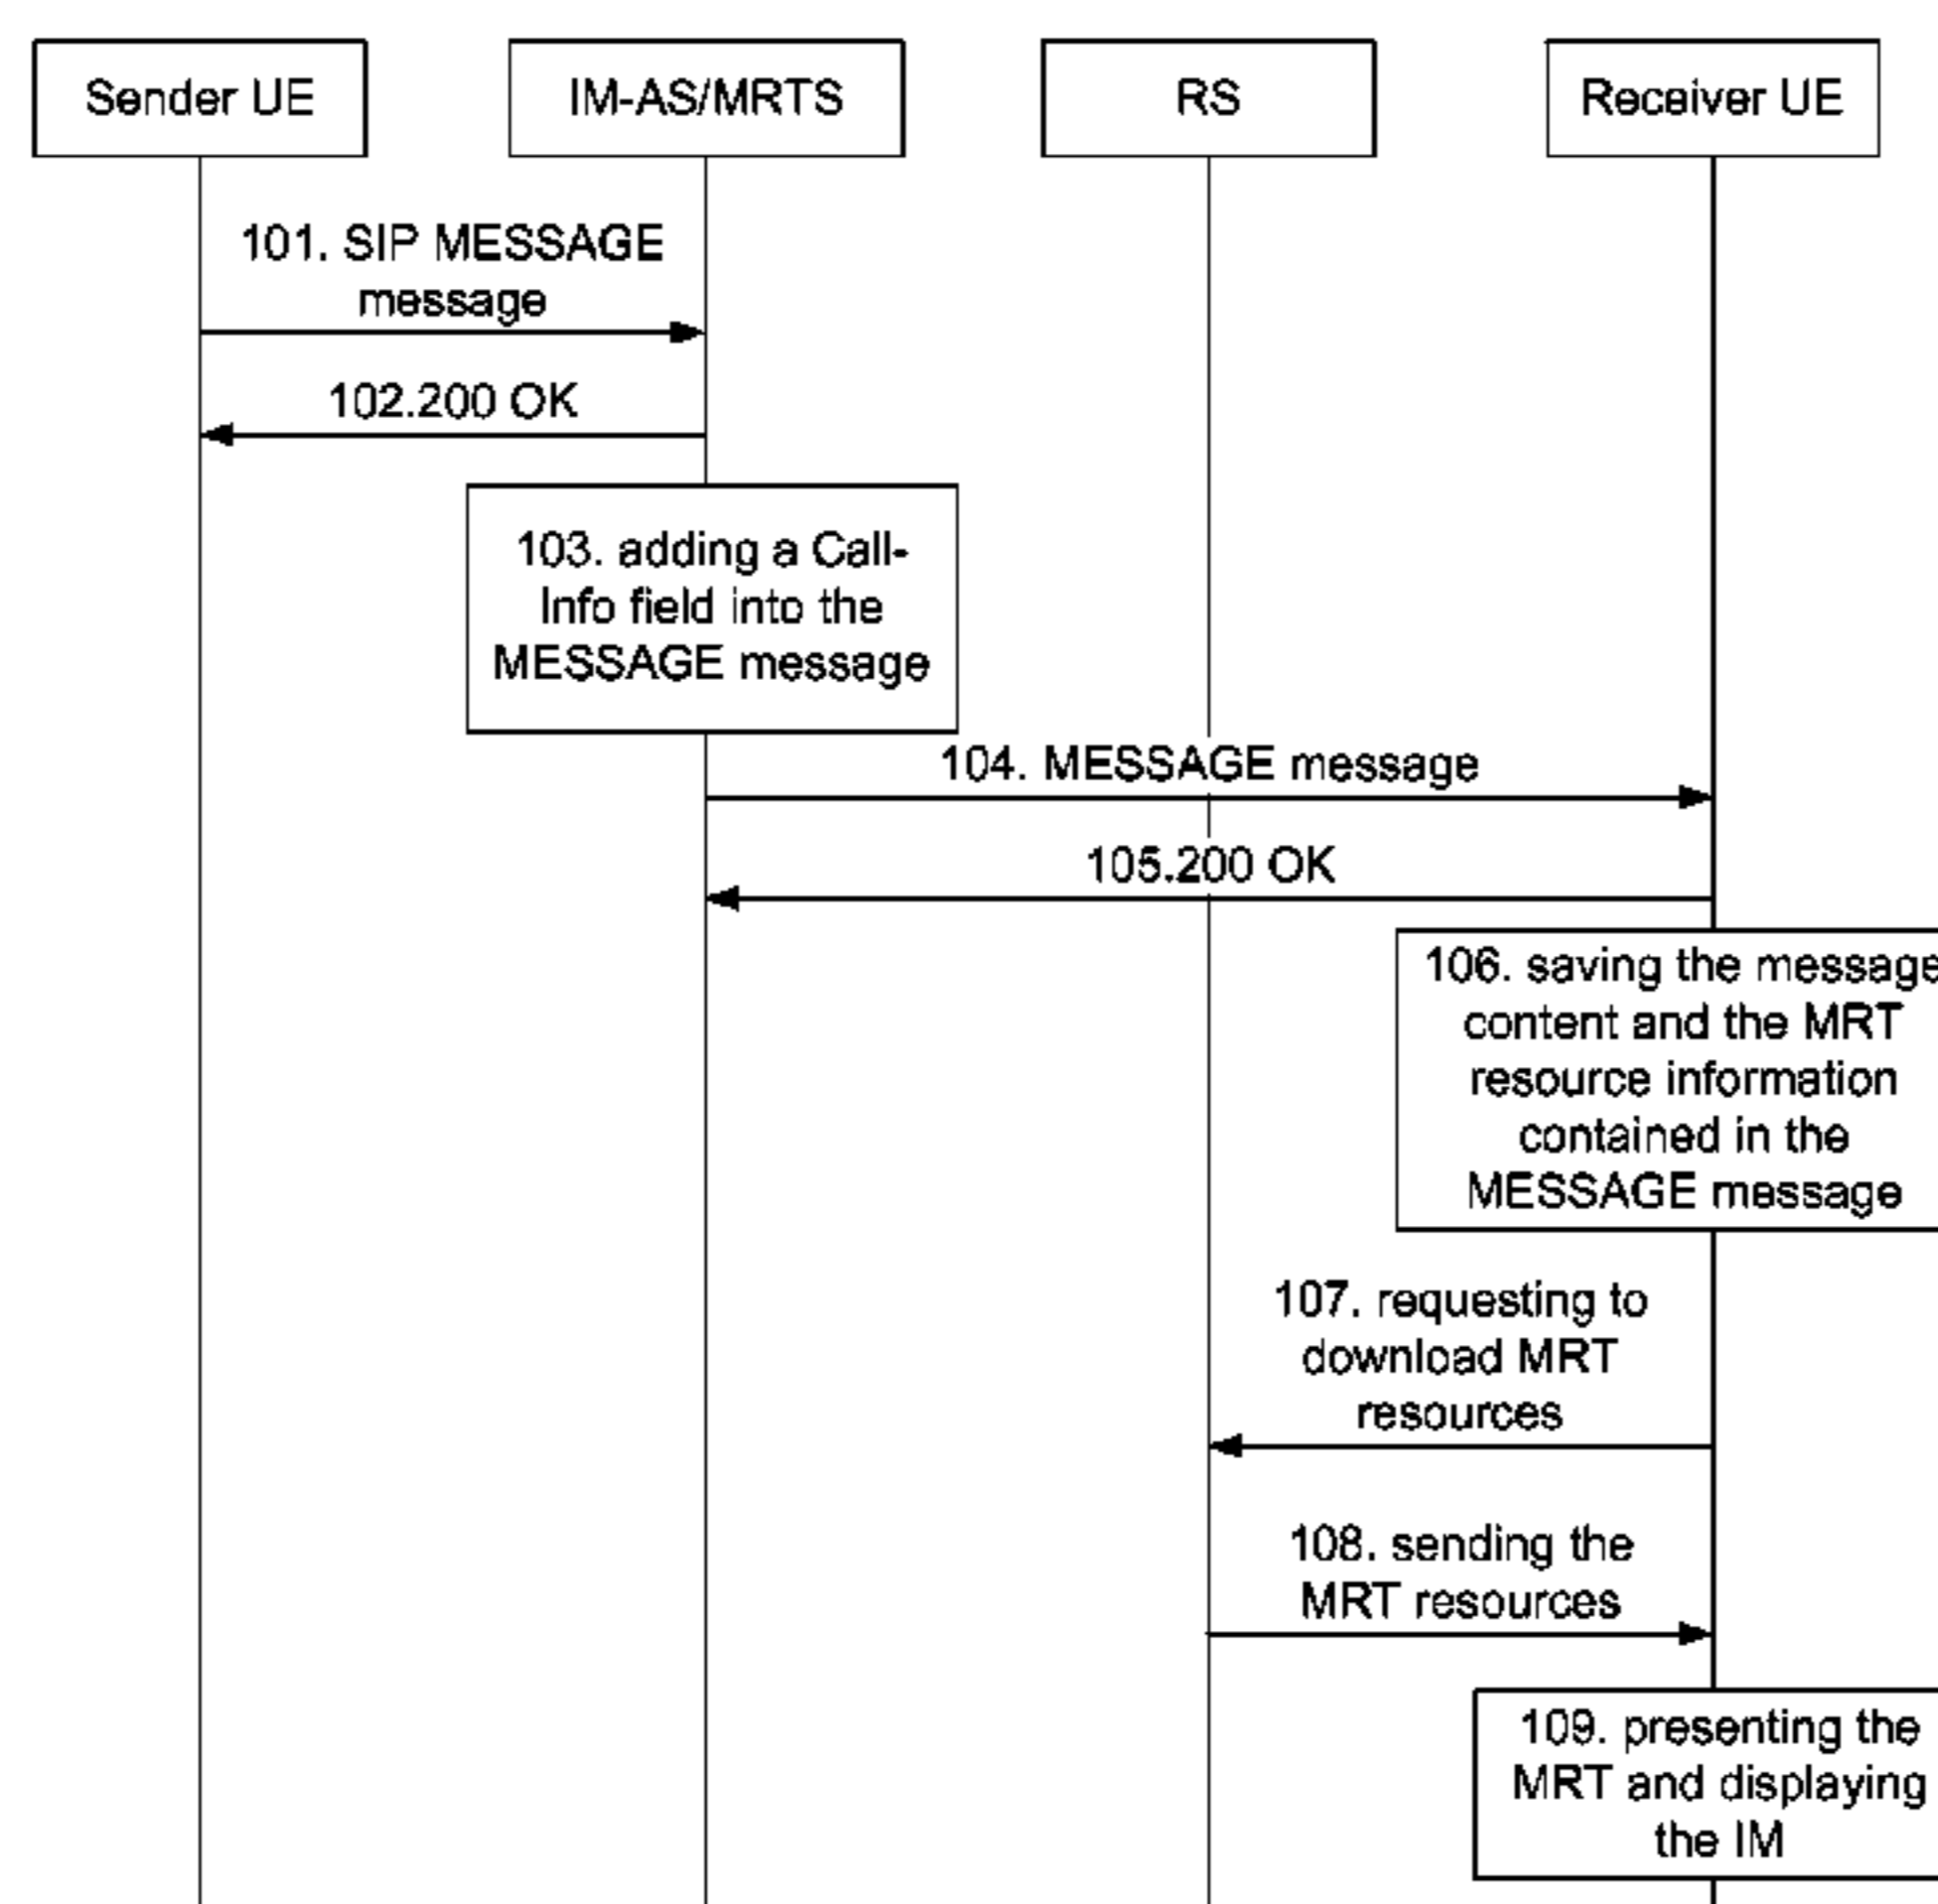 Sender UE
IM-AS/MRTS
RS
Receiver UE
101. SIP MESSAGE
message
102.200 OK
103. adding a Call-
Info field into the
MESSAGE message
104. MESSAGE message
105.200 OK
106. saving the message
content and the MRT
resource information
contained in the
MESSAGE message
107. requesting to
download MRT
resources
108. sending the
MRT resources
109. presenting the
MRT and displaying
the IM